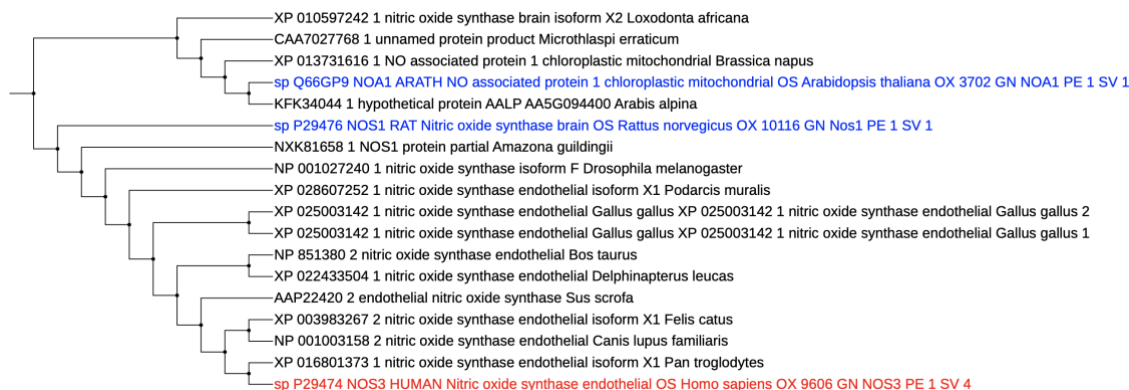 XP 010597242 1 nitric oxide synthase brain isoform X2 Loxodonta africana
CAA7027768 1 unnamed protein product Microthlaspi erraticum
XP 013731616 1 NO associated protein 1 chloroplastic mitochondrial Brassica napus
sp Q66GP9 NOA1 ARATH NO associated protein 1 chloroplastic mitochondrial OS Arabidopsis thaliana OX 3702 GN NOA1 PE 1 SV 1
KFK34044 1 hypothetical protein AALP AA5G094400 Arabis alpina
sp P29476 NOS1 RAT Nitric oxide synthase brain OS Rattus norvegicus OX 10116 GN Nos1 PE 1 SV 1
NXK81658 1 NOS1 protein partial Amazona guildingii
NP 001027240 1 nitric oxide synthase isoform F Drosophila melanogaster
XP 028607252 1 nitric oxide synthase endothelial isoform X1 Podarcis muralis
XP 025003142 1 nitric oxide synthase endothelial Gallus gallus XP 025003142 1 nitric oxide synthase endothelial Gallus gallus 2
XP 025003142 1 nitric oxide synthase endothelial Gallus gallus XP 025003142 1 nitric oxide synthase endothelial Gallus gallus 1
NP 851380 2 nitric oxide synthase endothelial Bos taurus
XP 022433504 1 nitric oxide synthase endothelial Delphinapterus leucas
AAP22420 2 endothelial nitric oxide synthase Sus scrofa
XP 003983267 2 nitric oxide synthase endothelial isoform X1 Felis catus
NP 001003158 2 nitric oxide synthase endothelial Canis lupus familiaris
XP 016801373 1 nitric oxide synthase endothelial isoform X1 Pan troglodytes
sp P29474 NOS3 HUMAN Nitric oxide synthase endothelial OS Homo sapiens OX 9606 GN NOS3 PE 1 SV 4